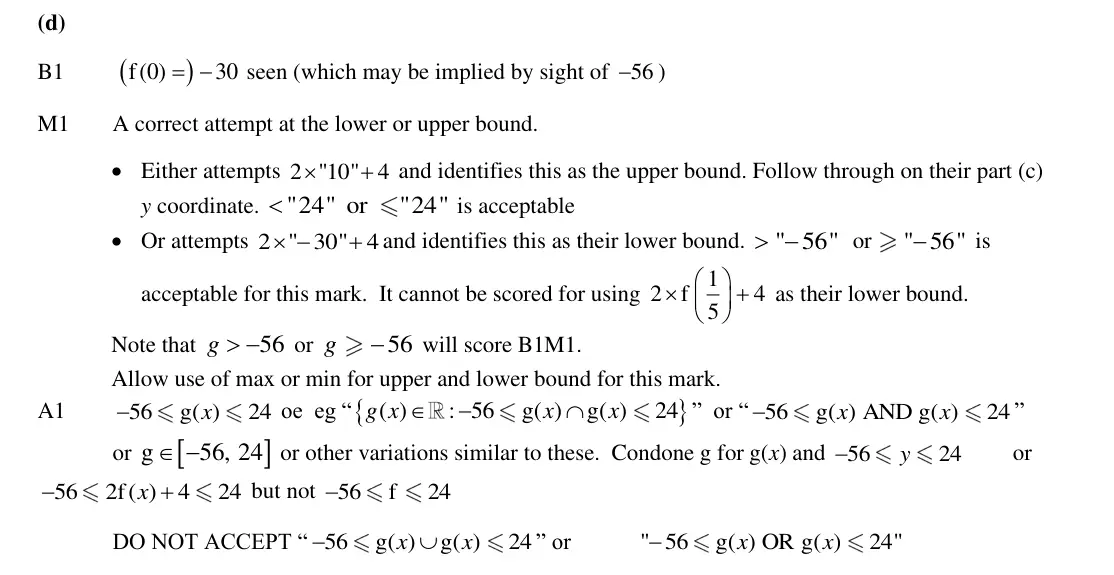 (d)
B1 (f(0) =) −30 seen (which may be implied by sight of −56 )
M1 A correct attempt at the lower or upper bound.
• Either attempts 2×"10"+4 and identifies this as the upper bound. Follow through on their part (c)
y coordinate. <"24" or ⩽"24" is acceptable
• Or attempts 2×"−30"+4 and identifies this as their lower bound. > "−56" or ⩾ "−56" is
acceptable for this mark. It cannot be scored for using 2×f(1/5)+4 as their lower bound.
Note that g >−56 or g ⩾ −56 will score B1M1.
Allow use of max or min for upper and lower bound for this mark.
A1 −56⩽g(x)⩽24 oe eg “{g(x)∈ℝ:−56⩽g(x)∩g(x)⩽24}” or “−56⩽g(x) AND g(x)⩽24”
or g∈[−56, 24] or other variations similar to these. Condone g for g(x) and −56⩽ y ⩽24 or
−56⩽2f(x)+4⩽24 but not −56⩽f ⩽24
DO NOT ACCEPT “−56⩽g(x)∪g(x)⩽24” or "−56⩽g(x) OR g(x)⩽24"